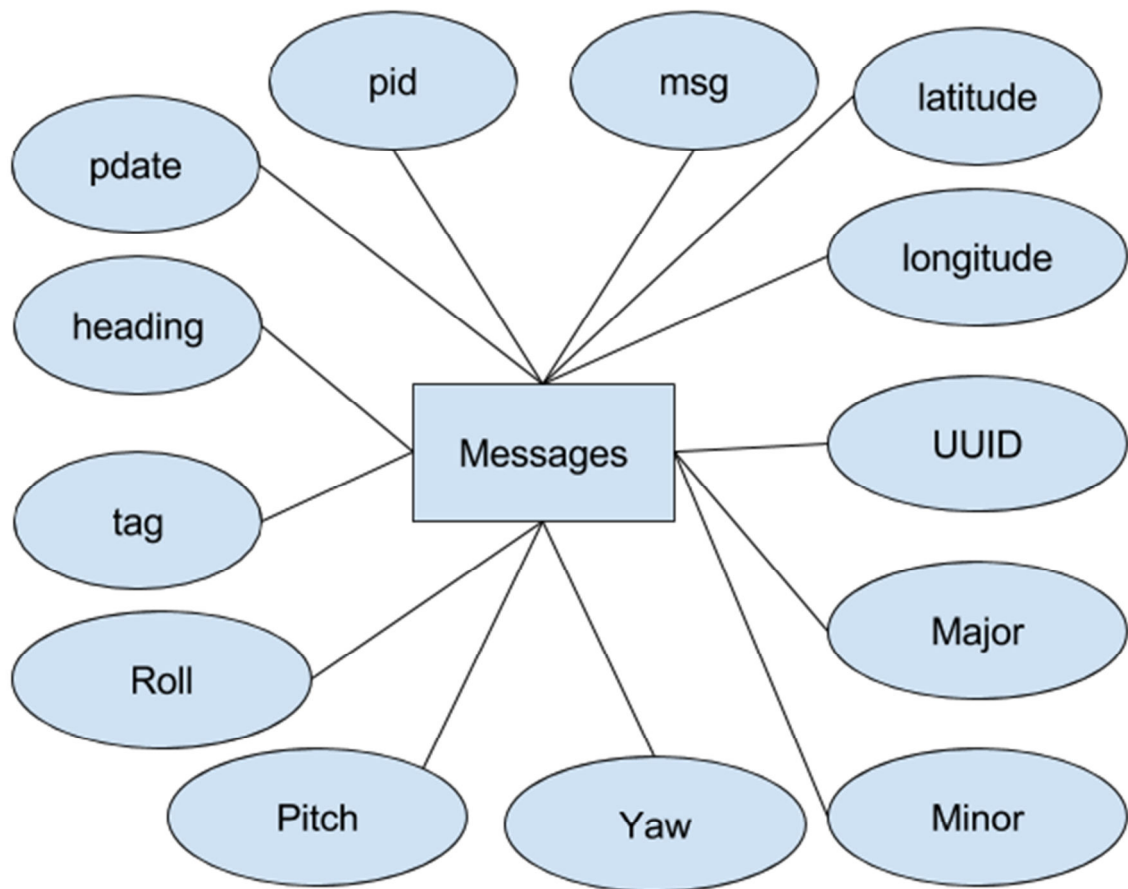 pid
msg
latitude
pdate
longitude
heading
Messages
UUID
tag
Major
Roll
Pitch
Yaw
Minor